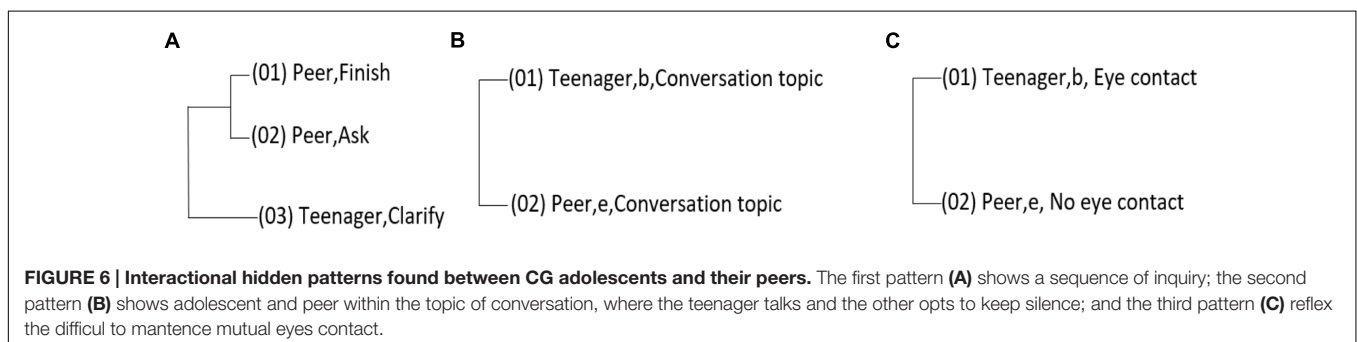 A
B
C
(01) Peer,Finish
(02) Peer,Ask
(03) Teenager,Clarify
(01) Teenager,b,Conversation topic
(02) Peer,e,Conversation topic
(01) Teenager,b, Eye contact
(02) Peer,e, No eye contact
FIGURE 6 | Interactional hidden patterns found between CG adolescents and their peers. The first pattern (A) shows a sequence of inquiry; the second
pattern (B) shows adolescent and peer within the topic of conversation, where the teenager talks and the other opts to keep silence; and the third pattern (C) reflex
the difficul to mantence mutual eyes contact.